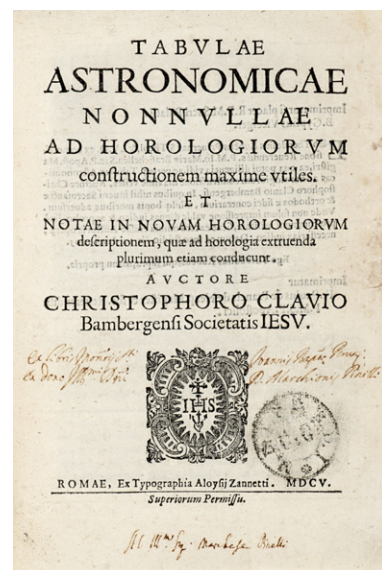 TABVLAE
ASTRONOMICAE
NONNVLLAE
AD HOROLOGIORVM
conſtructionem maxime vtiles.
ET
NOTAE IN NOVAM HOROLOGIORVM
deſcriptionem, quæ ad horologia extruenda
plurimum etiam conducunt.
AVCTORE
CHRISTOPHORO CLAVIO
Bambergenſi Societatis IESV.
IHS
ROMAE, Ex Typographia Aloyſij Zannetti. MDCV.
Superiorum Permiſſu.